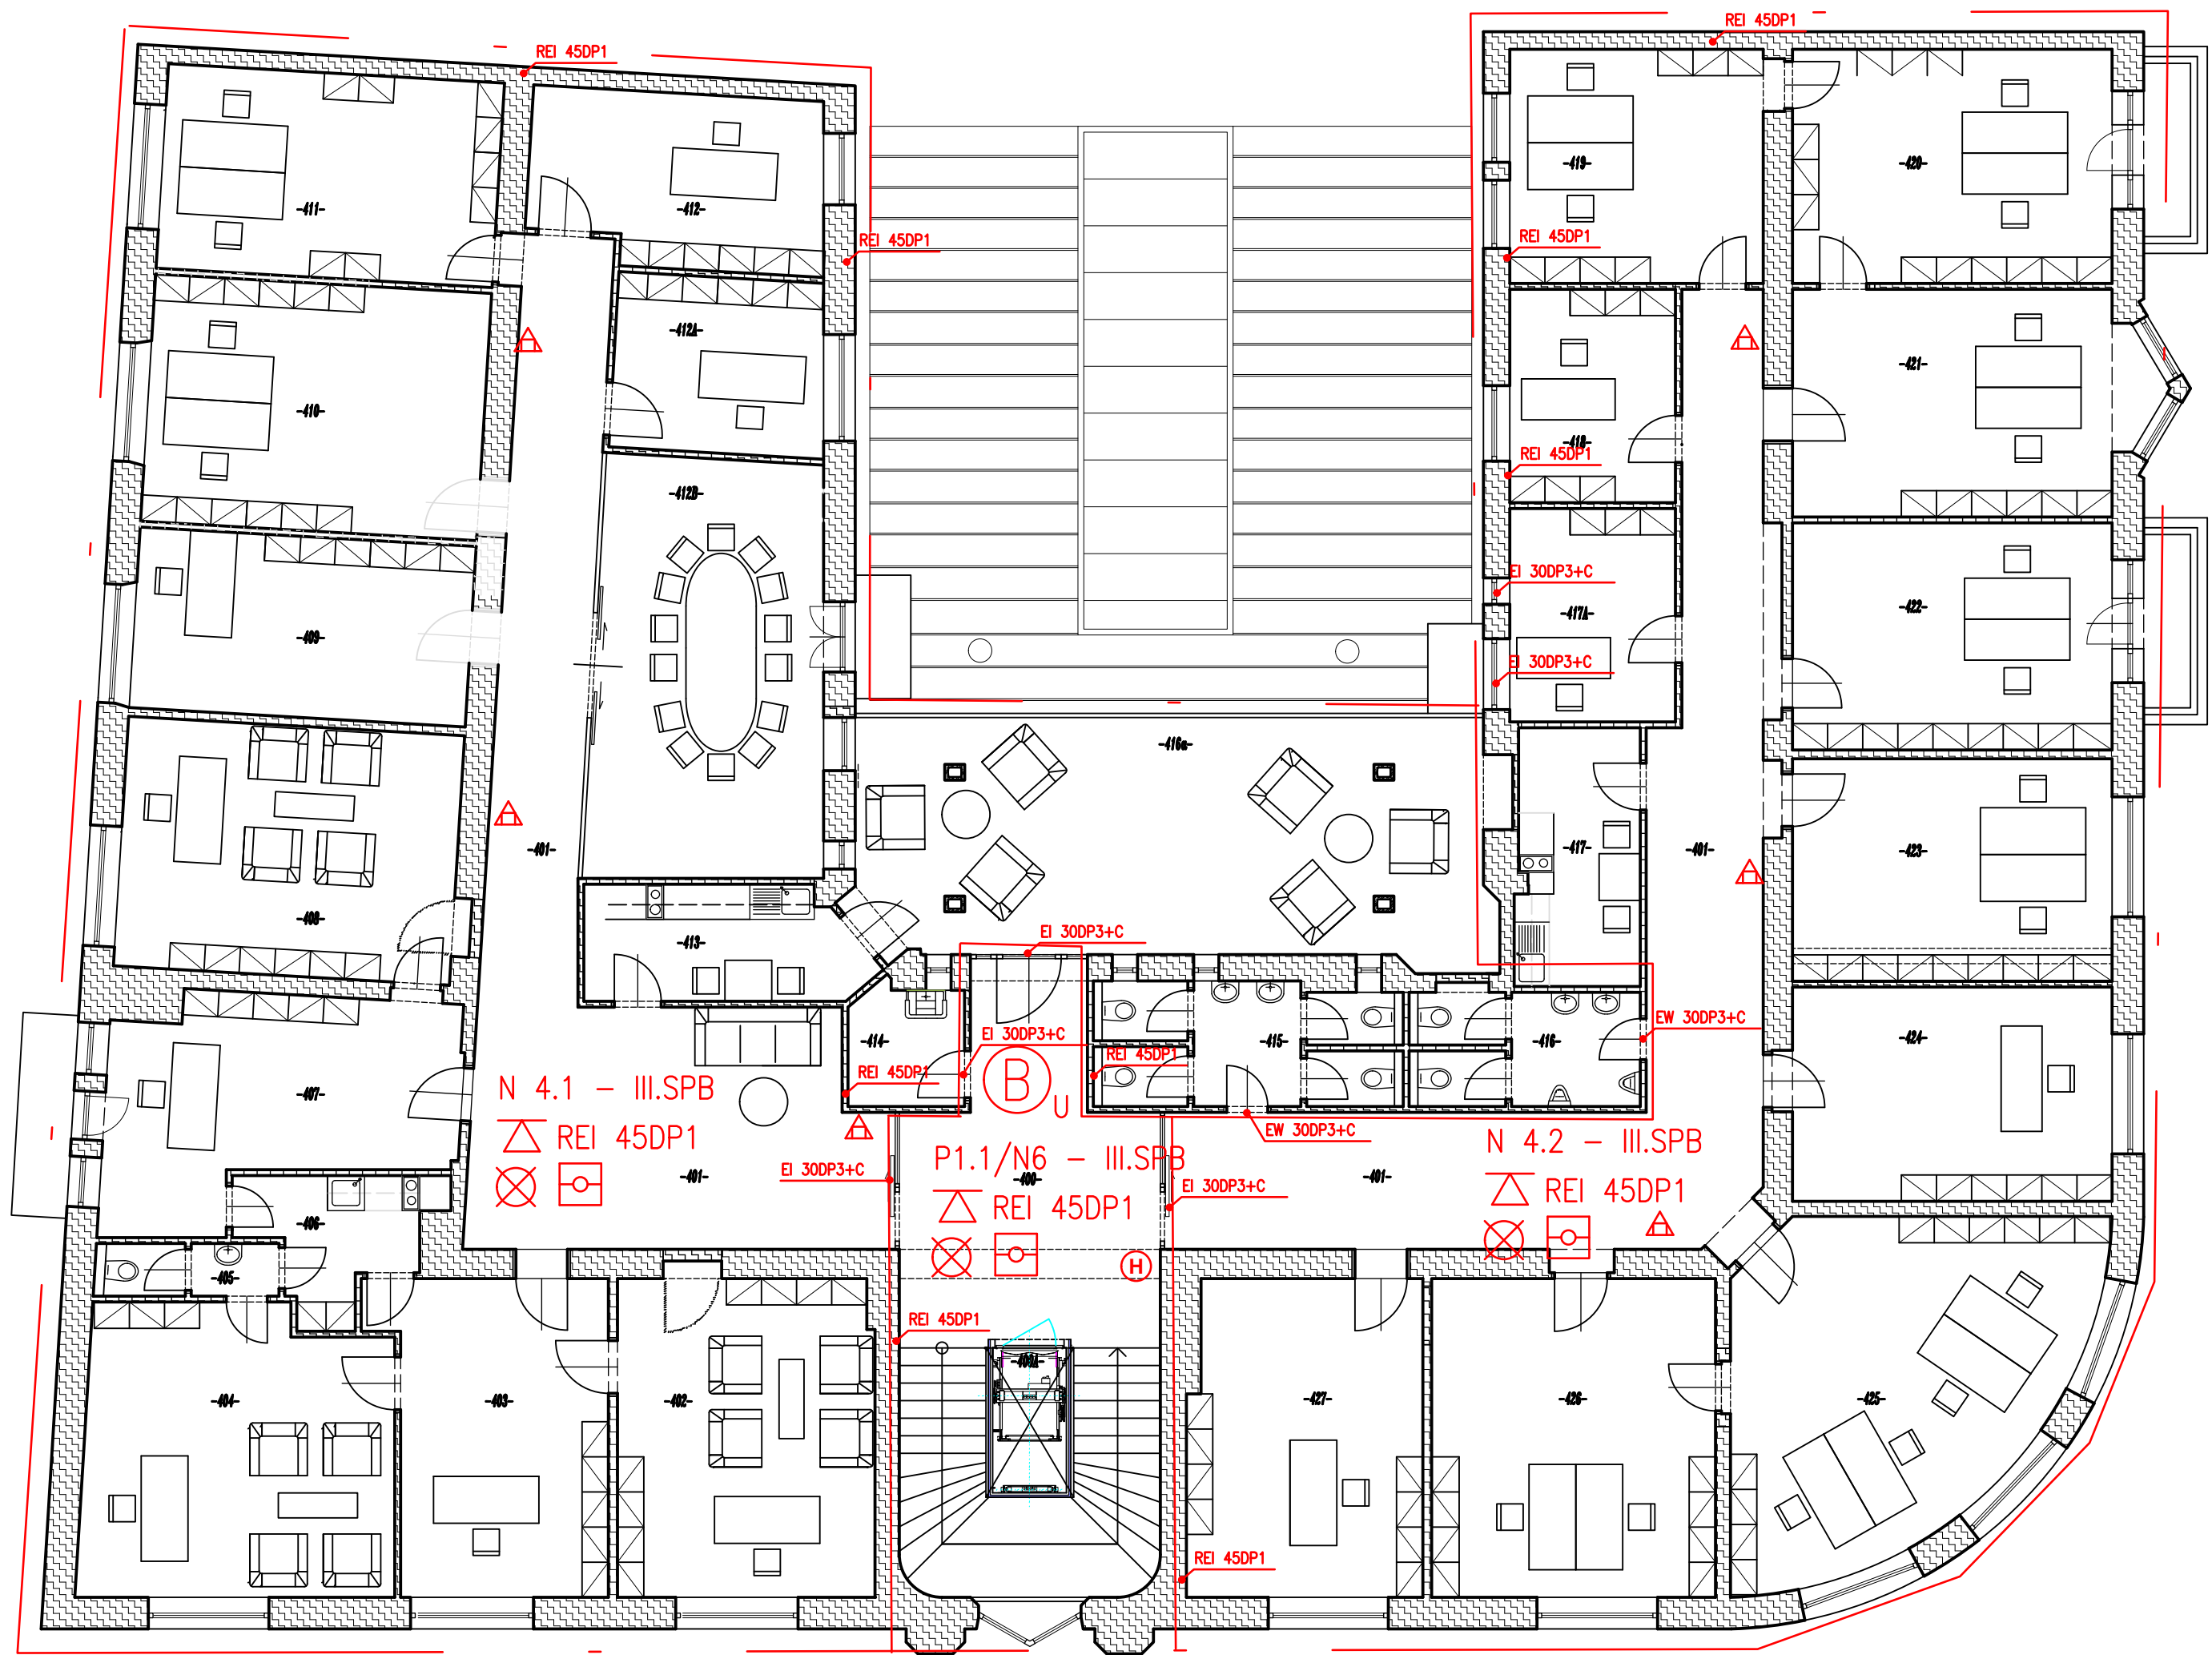 REI 45DP1
REI 45DP1
-411-
-412-
-419-
-420-
REI 45DP1
REI 45DP1
-412A-
-421-
-410-
-418-
REI 45DP1
-412B-
EI 30DP3+C
-409-
-417A-
-422-
EI 30DP3+C
-416a-
-401-
-417-
-401-
-423-
-408-
-413-
EI 30DP3+C
EW 30DP3+C
EI 30DP3+C
-414-
-415-
-416-
-424-
REI 45DP1
REI 45DP1
B
U
N 4.1 - III.SPB
-407-
REI 45DP1
EW 30DP3+C
N 4.2 - III.SPB
P1.1/N6 - III.SPB
EI 30DP3+C
-401-
-400-
-401-
EI 30DP3+C
REI 45DP1
REI 45DP1
-406-
H
-405-
REI 45DP1
-400A-
-404-
-403-
-402-
-427-
-426-
-425-
REI 45DP1